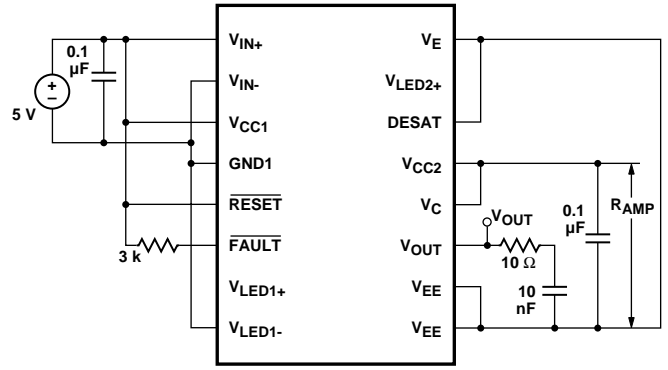 5 V
+
−
0.1
µF
3 k
V_IN+
V_IN-
V_CC1
GND1
RESET
FAULT
V_LED1+
V_LED1-
V_E
V_LED2+
DESAT
V_CC2
V_C
V_OUT
V_EE
V_EE
V_OUT
10 Ω
10
nF
0.1
µF
R_AMP